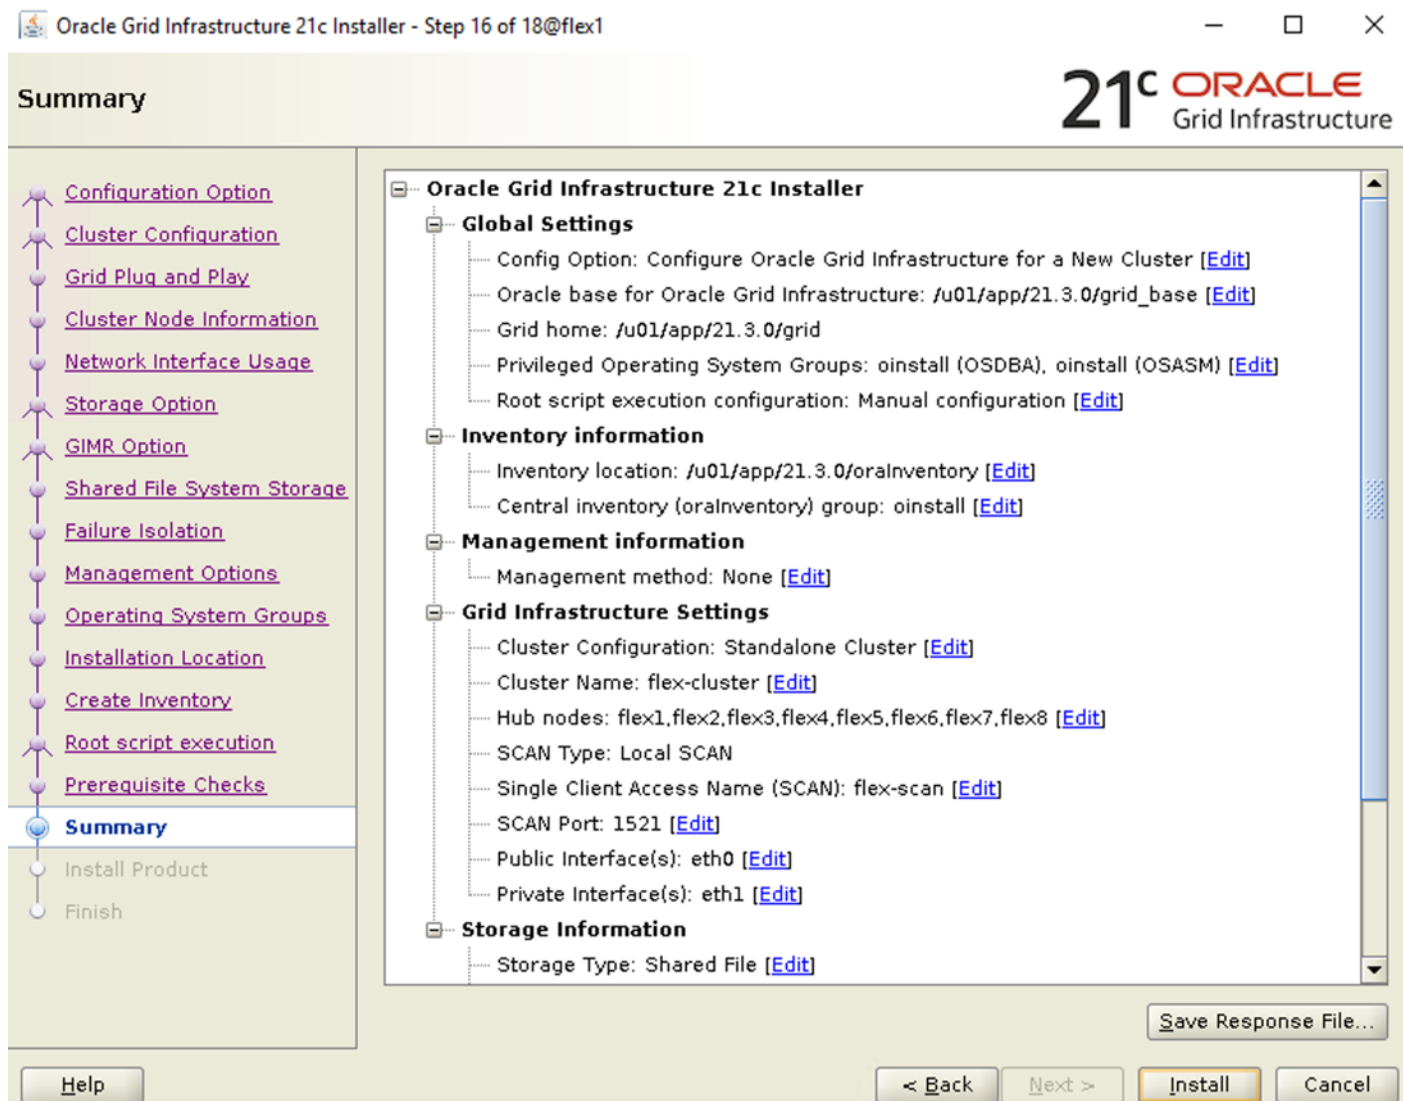 Oracle Grid Infrastructure 21c Installer - Step 16 of 18@flex1
Summary
21c ORACLE
Grid Infrastructure
Configuration Option
Cluster Configuration
Grid Plug and Play
Cluster Node Information
Network Interface Usage
Storage Option
GIMR Option
Shared File System Storage
Failure Isolation
Management Options
Operating System Groups
Installation Location
Create Inventory
Root script execution
Prerequisite Checks
Summary
Install Product
Finish
Oracle Grid Infrastructure 21c Installer
Global Settings
Config Option: Configure Oracle Grid Infrastructure for a New Cluster [Edit]
Oracle base for Oracle Grid Infrastructure: /u01/app/21.3.0/grid_base [Edit]
Grid home: /u01/app/21.3.0/grid
Privileged Operating System Groups: oinstall (OSDBA), oinstall (OSASM) [Edit]
Root script execution configuration: Manual configuration [Edit]
Inventory information
Inventory location: /u01/app/21.3.0/oraInventory [Edit]
Central inventory (oraInventory) group: oinstall [Edit]
Management information
Management method: None [Edit]
Grid Infrastructure Settings
Cluster Configuration: Standalone Cluster [Edit]
Cluster Name: flex-cluster [Edit]
Hub nodes: flex1,flex2,flex3,flex4,flex5,flex6,flex7,flex8 [Edit]
SCAN Type: Local SCAN
Single Client Access Name (SCAN): flex-scan [Edit]
SCAN Port: 1521 [Edit]
Public Interface(s): eth0 [Edit]
Private Interface(s): eth1 [Edit]
Storage Information
Storage Type: Shared File [Edit]
Save Response File...
Help
< Back
Next >
Install
Cancel